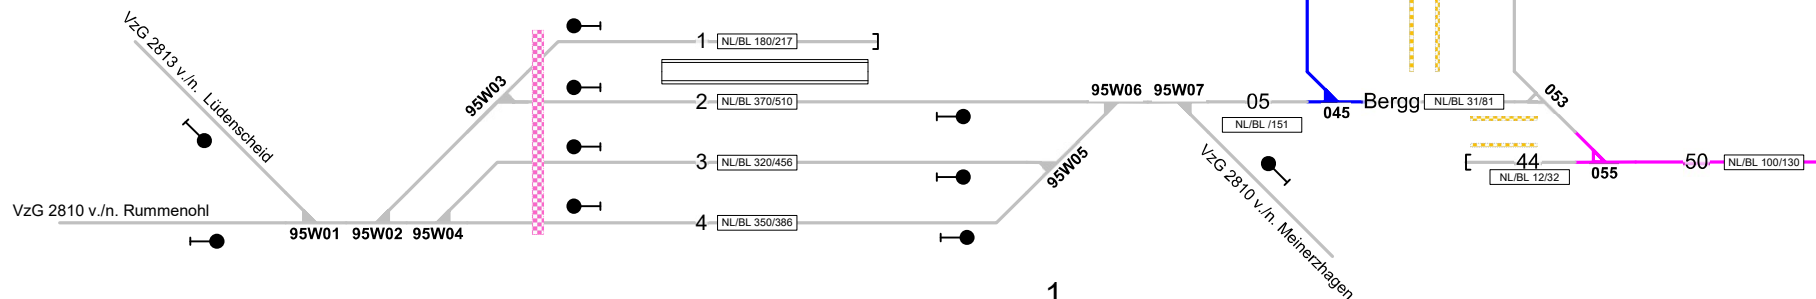 VzG 2813 v./n. Lüdenscheid
VzG 2810 v./n. Rummenohl
95W01
95W02
95W04
95W03
1 NL/BL 180/217
2 NL/BL 370/510
3 NL/BL 320/456
4 NL/BL 350/386
95W05
95W06
95W07
05
NL/BL /151
VzG 2810 v./n. Meinerzhagen
045
Bergg NL/BL 31/81
053
44
NL/BL 12/32
055
50 NL/BL 100/130
1